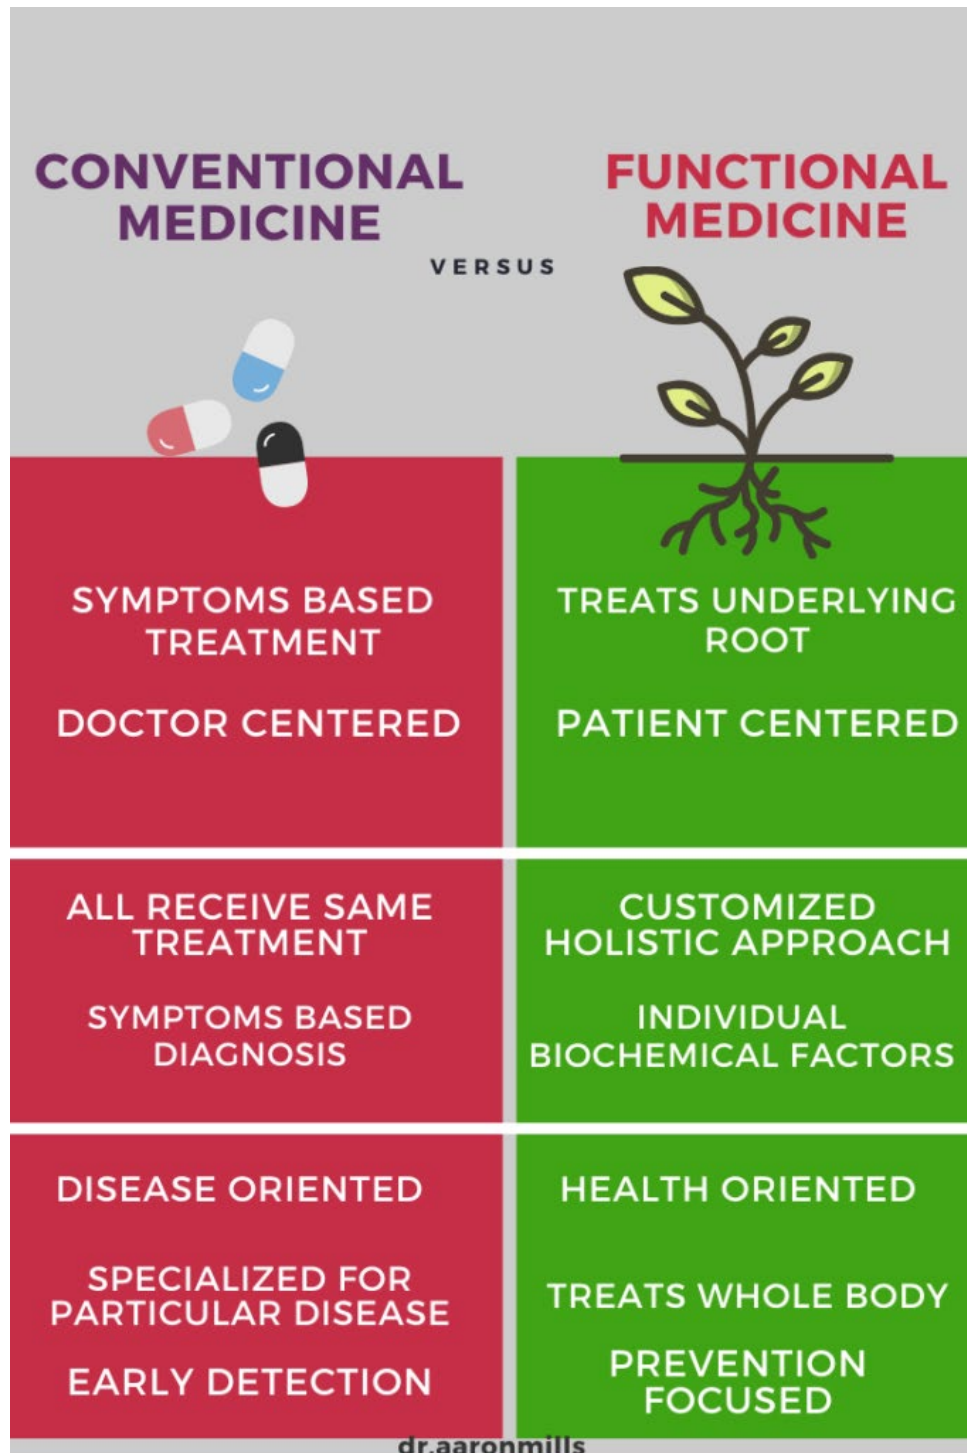 CONVENTIONAL
MEDICINE
VERSUS
FUNCTIONAL
MEDICINE
SYMPTOMS BASED
TREATMENT
TREATS UNDERLYING
ROOT
DOCTOR CENTERED
PATIENT CENTERED
ALL RECEIVE SAME
TREATMENT
CUSTOMIZED
HOLISTIC APPROACH
SYMPTOMS BASED
DIAGNOSIS
INDIVIDUAL
BIOCHEMICAL FACTORS
DISEASE ORIENTED
HEALTH ORIENTED
SPECIALIZED FOR
PARTICULAR DISEASE
TREATS WHOLE BODY
EARLY DETECTION
PREVENTION
FOCUSED
dr.aaronmills